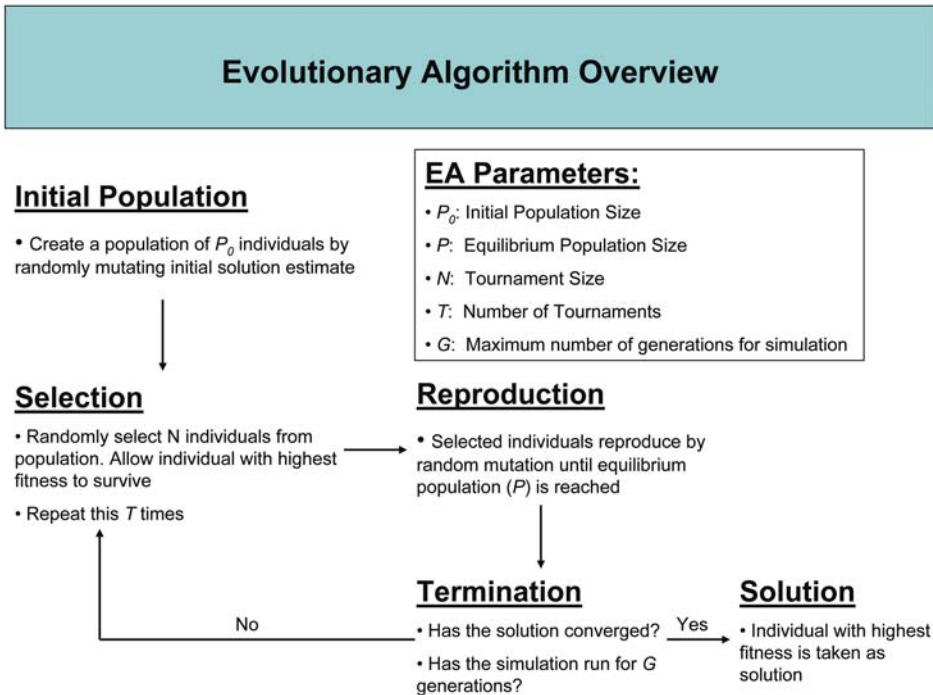 Evolutionary Algorithm Overview
Initial Population
• Create a population of P0 individuals by
randomly mutating initial solution estimate
EA Parameters:
• P0: Initial Population Size
• P: Equilibrium Population Size
• N: Tournament Size
• T: Number of Tournaments
• G: Maximum number of generations for simulation
Selection
• Randomly select N individuals from
population. Allow individual with highest
fitness to survive
• Repeat this T times
Reproduction
• Selected individuals reproduce by
random mutation until equilibrium
population (P) is reached
Termination
• Has the solution converged?
• Has the simulation run for G
generations?
No
Yes
Solution
• Individual with highest
fitness is taken as
solution